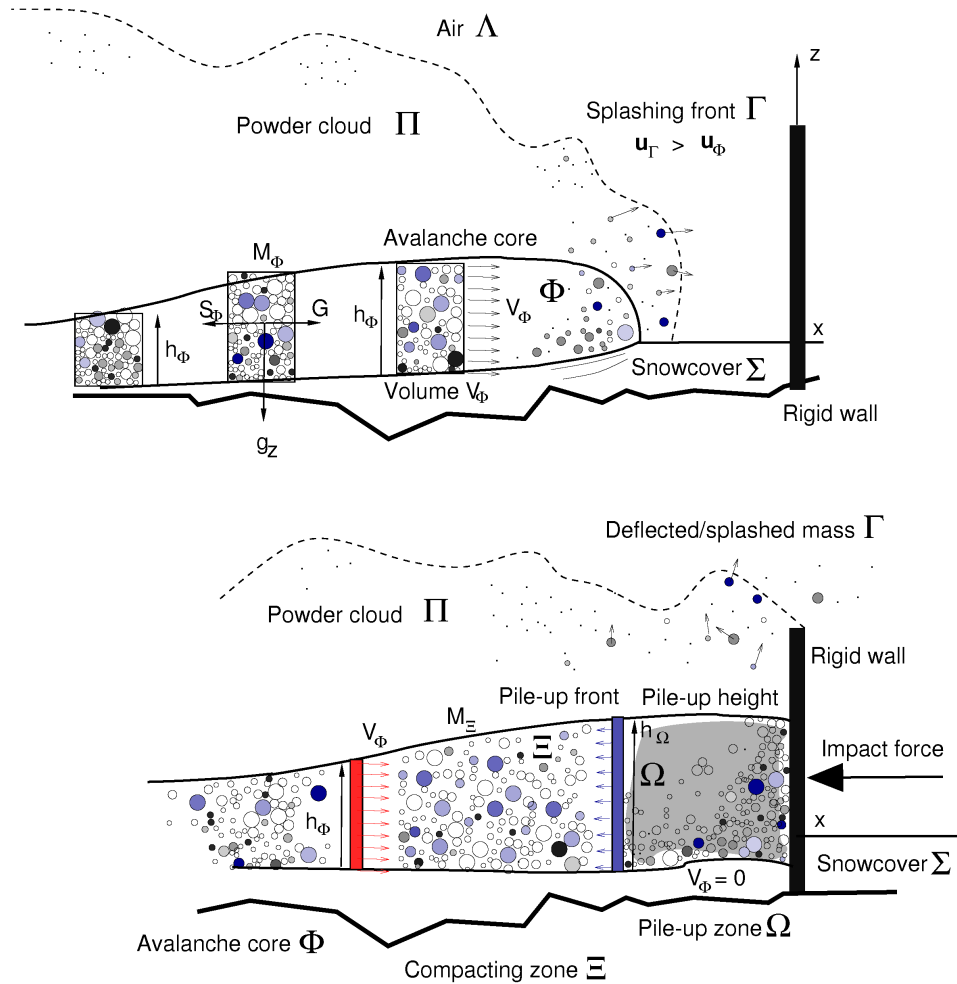 Air Λ
z
Splashing front Γ
Powder cloud Π
u_Γ > u_Φ
Avalanche core
M_Φ
Φ
S_Φ
G
h_Φ
V_Φ
h_Φ
x
Snowcover Σ
Volume V_Φ
Rigid wall
g_z
Deflected/splashed mass Γ
Powder cloud Π
Rigid wall
Pile-up front
Pile-up height
M_Ξ
V_Φ
h_Ω
Ξ
Impact force
Ω
h_Φ
x
Snowcover Σ
V_Φ = 0
Pile-up zone Ω
Avalanche core Φ
Compacting zone Ξ